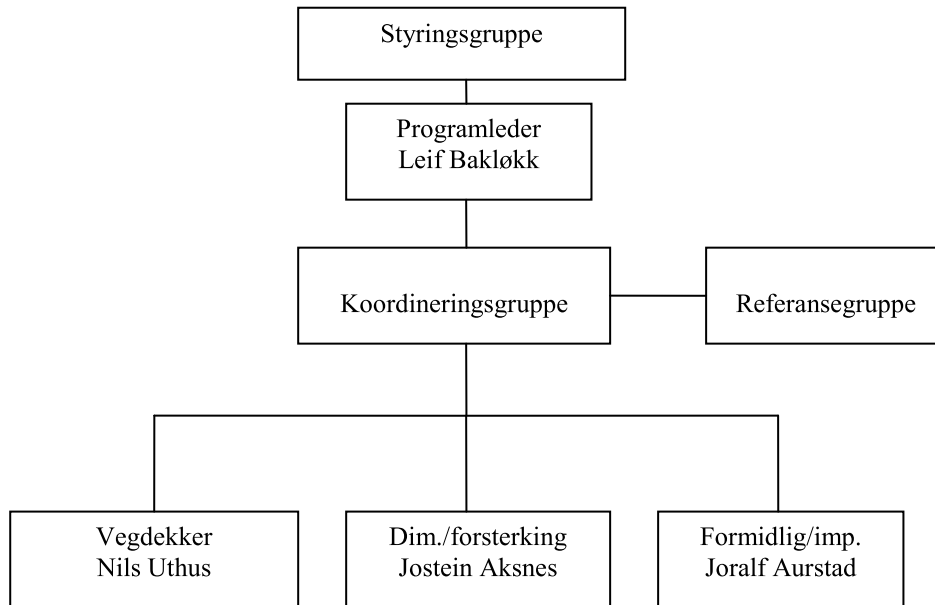 Styringsgruppe
Programleder
Leif Bakløkk
Koordineringsgruppe
Referansegruppe
Vegdekker
Nils Uthus
Dim./forsterking
Jostein Aksnes
Formidlig/imp.
Joralf Aurstad